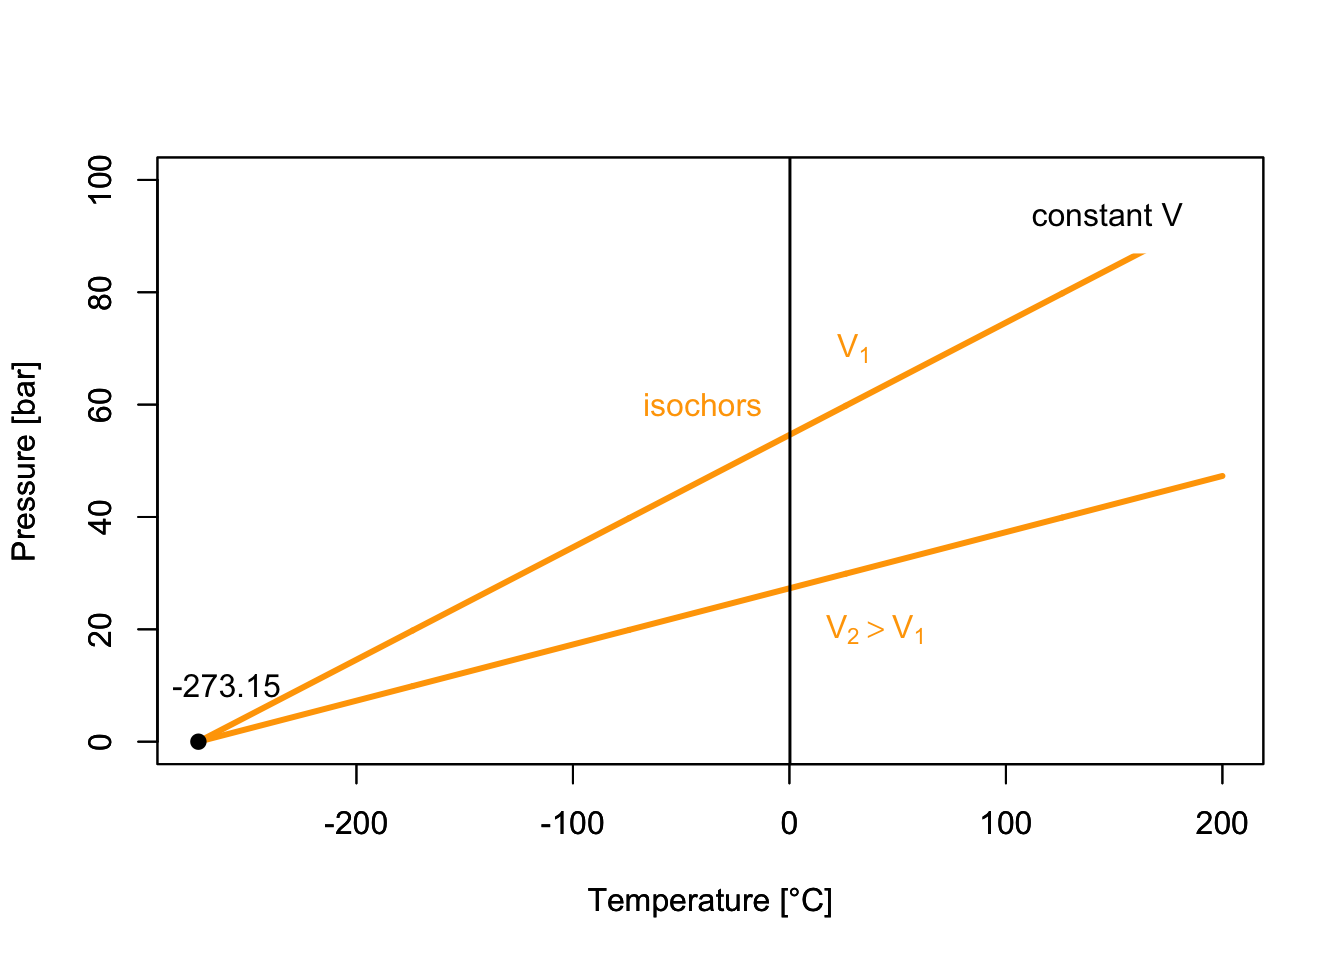 100
constant V
80
V₁
60
isochors
Pressure [bar]
40
20
V₂ > V₁
-273.15
0
-200
-100
0
100
200
Temperature [°C]